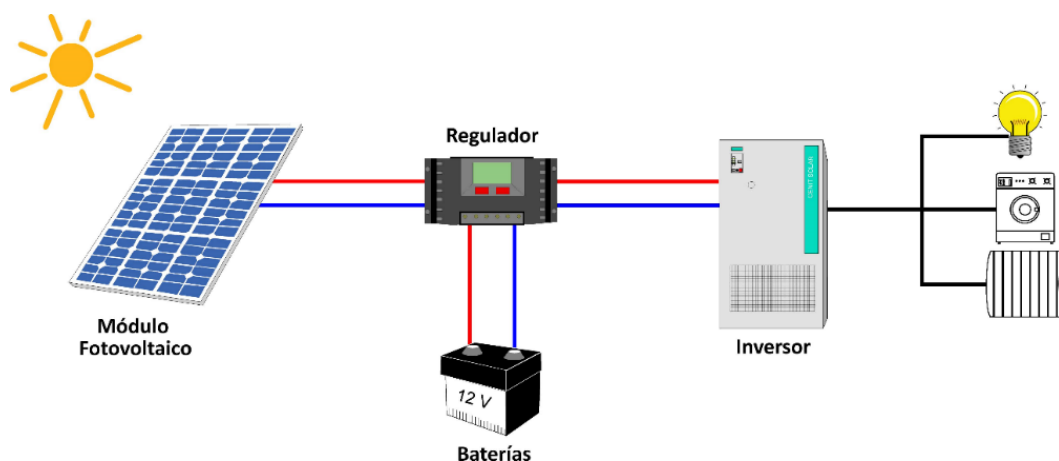 Regulador
Módulo
Fotovoltaico
12 V
Baterías
Inversor